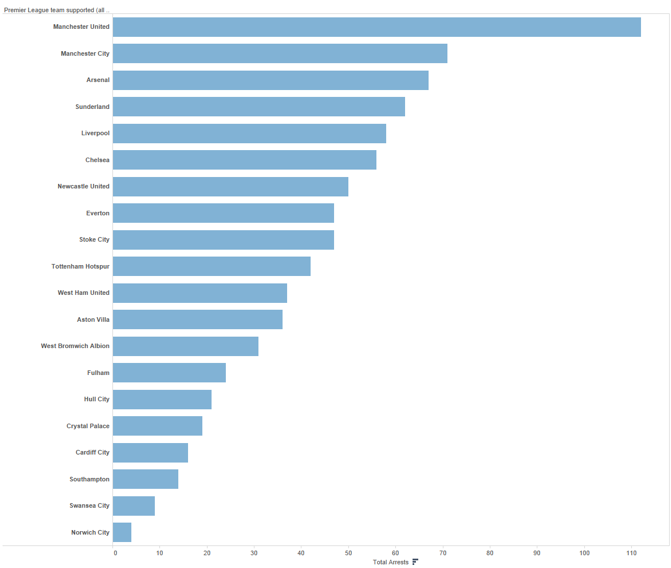 Premier League team supported (all ..
Manchester United
Manchester City
Arsenal
Sunderland
Liverpool
Chelsea
Newcastle United
Everton
Stoke City
Tottenham Hotspur
West Ham United
Aston Villa
West Bromwich Albion
Fulham
Hull City
Crystal Palace
Cardiff City
Southampton
Swansea City
Norwich City
0 10 20 30 40 50 60 70 80 90 100 110
Total Arrests